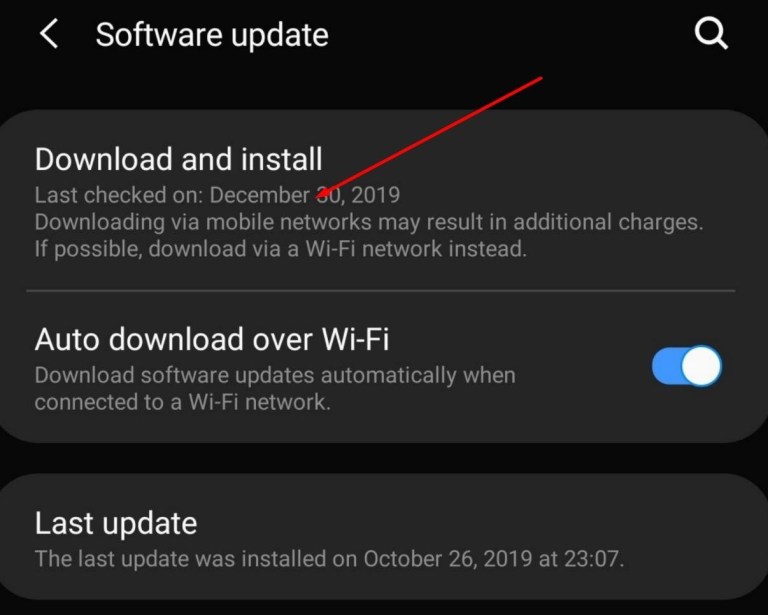 Software update
Download and install
Last checked on: December 30, 2019
Downloading via mobile networks may result in additional charges.
If possible, download via a Wi-Fi network instead.
Auto download over Wi-Fi
Download software updates automatically when
connected to a Wi-Fi network.
Last update
The last update was installed on October 26, 2019 at 23:07.